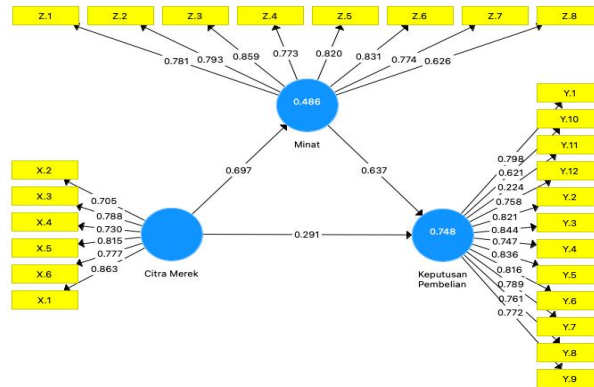 Z.1
Z.2
Z.3
Z.4
Z.5
Z.6
Z.7
Z.8
0.781
0.793
0.859
0.773
0.820
0.831
0.774
0.626
0.486
Minat
0.697
0.637
X.2
X.3
X.4
X.5
X.6
X.1
0.705
0.788
0.730
0.815
0.777
0.863
Citra Merek
0.291
0.748
Keputusan
Pembelian
0.798
0.621
0.224
0.758
0.821
0.844
0.747
0.836
0.816
0.789
0.761
0.772
Y.1
Y.10
Y.11
Y.12
Y.2
Y.3
Y.4
Y.5
Y.6
Y.7
Y.8
Y.9